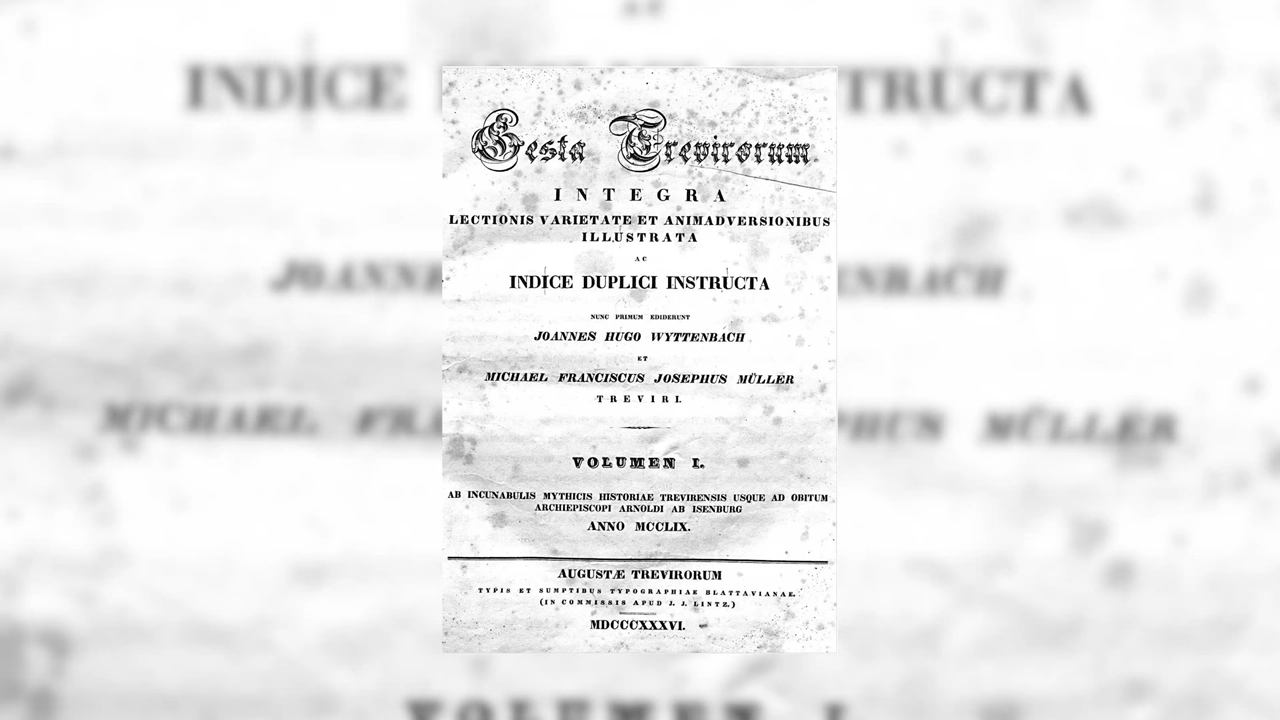 Gesta Trevirorum.
INTEGRA
LECTIONIS VARIETATE ET ANIMADVERSIONIBUS
ILLUSTRATA
AC
INDICE DUPLICI INSTRUCTA
NUNC PRIMUM EDIDERUNT
JOANNES HUGO WYTTENBACH
ET
MICHAEL FRANCISCUS JOSEPHUS MÜLLER
TREVIRI.
VOLUMEN I.
AB INCUNABULIS MYTHICIS HISTORIAE TREVIRENSIS USQUE AD OBITUM
ARCHIEPISCOPI ARNOLDI AB ISENBURG
ANNO MCCLIX.
AUGUSTÆ TREVIRORUM
TYPIS ET SUMPTIBUS TYPOGRAPHIAE BLATTAVIANAE.
(IN COMMISSIS APUD J. J. LINTZ.)
MDCCCXXXVI.